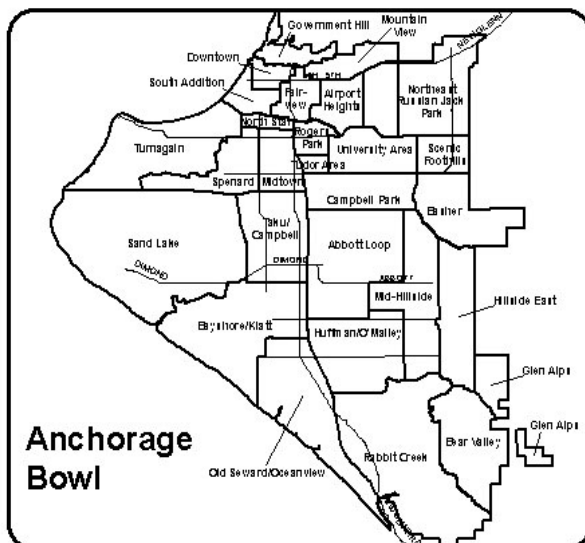 Government Hill
Mountain
View
Downtown
South Addition
Fair-
view
Airport
Heights
Northeast
Russian Jack
Park
North Star
Rogers
Park
University Area
Scenic
Foothills
Turnagain
Tudor Area
Spenard
Midtown
Campbell Park
Basher
Taku/
Campbell
Sand Lake
Abbott Loop
DIMOND
DIMOND
ABBOTT
Mid-Hillside
Hillside East
Bayshore/Klatt
Huffman/O'Malley
Glen Alps
Glen Alps
Bear Valley
Rabbit Creek
Old Seward/Oceanview
Anchorage
Bowl